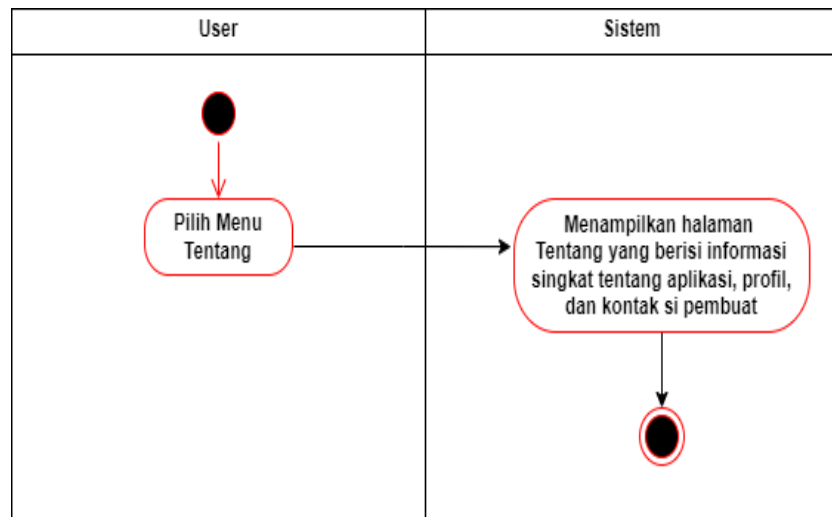 User
Sistem
Pilih Menu
Tentang
Menampilkan halaman
Tentang yang berisi informasi
singkat tentang aplikasi, profil,
dan kontak si pembuat